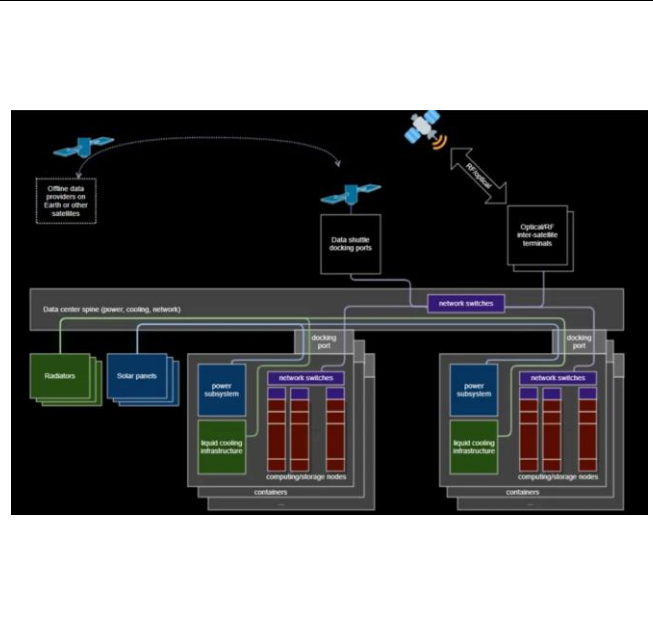 Offline data
providers on
Earth or other
satellites
RF/optical
Data shuttle
docking ports
Optical/RF
inter-satellite
terminals
network switches
Data center spine (power, cooling, network)
docking
port
docking
port
Radiators
Solar panels
power
subsystem
network switches
liquid cooling
infrastructure
computing/storage nodes
containers
...
power
subsystem
network switches
liquid cooling
infrastructure
computing/storage nodes
containers
...